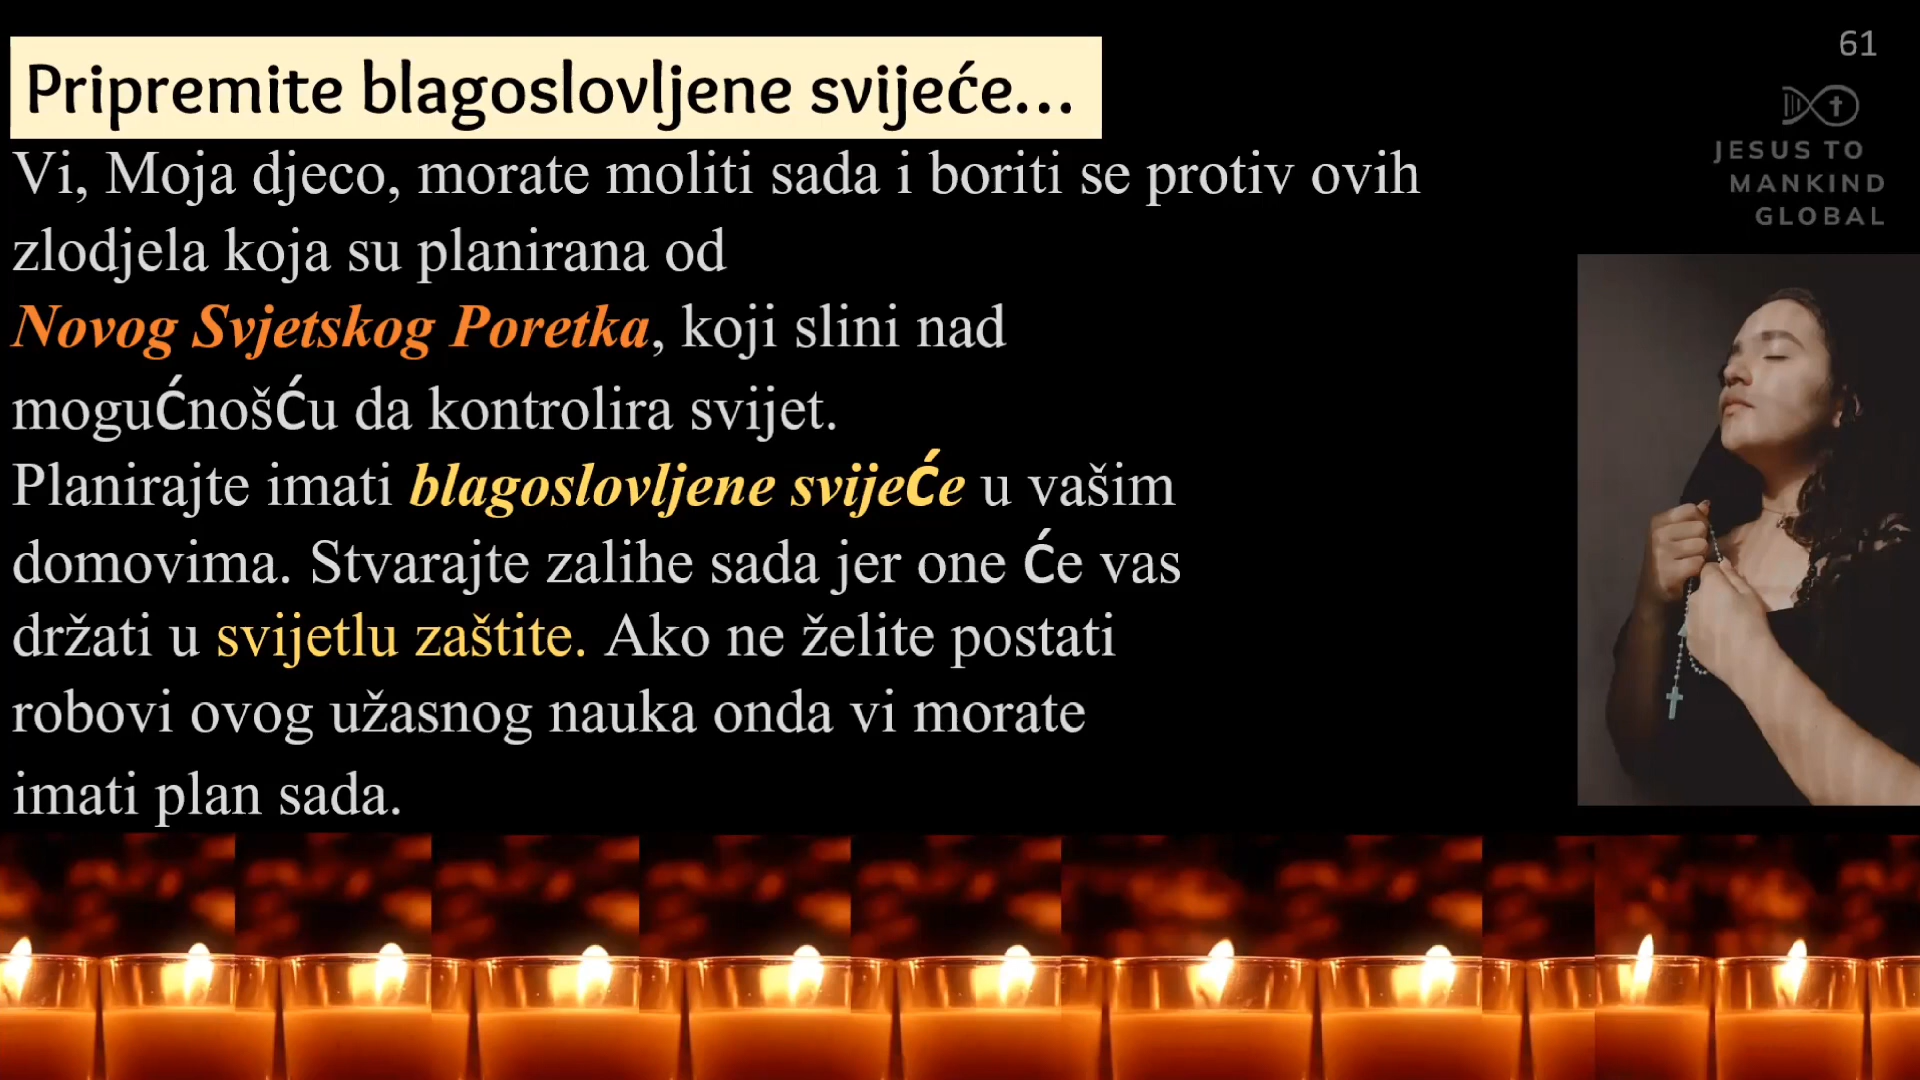 61
Pripremite blagoslovljene svijeće...
JESUS TO
MANKIND
GLOBAL
Vi, Moja djeco, morate moliti sada i boriti se protiv ovih
zlodjela koja su planirana od
Novog Svjetskog Poretka, koji slini nad
mogućnošću da kontrolira svijet.
Planirajte imati blagoslovljene svijeće u vašim
domovima. Stvarajte zalihe sada jer one će vas
držati u svijetlu zaštite. Ako ne želite postati
robovi ovog užasnog nauka onda vi morate
imati plan sada.